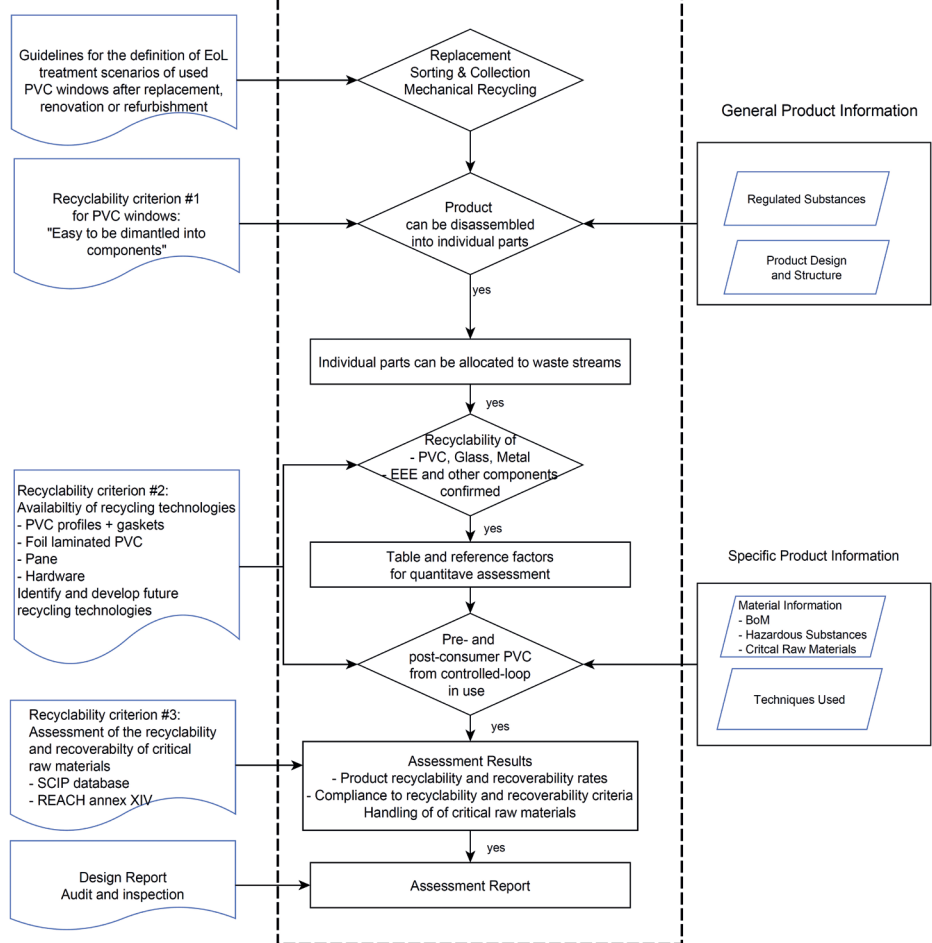 Guidelines for the definition of EoL
treatment scenarios of used
PVC windows after replacement,
renovation or refurbishment
Replacement
Sorting & Collection
Mechanical Recycling
General Product Information
Recyclability criterion #1
for PVC windows:
"Easy to be dimantled into
components"
Product
can be disassembled
into individual parts
Regulated Substances
Product Design
and Structure
yes
Individual parts can be allocated to waste streams
yes
Recyclability of
- PVC, Glass, Metal
- EEE and other components
confirmed
Recyclability criterion #2:
Availabiltiy of recycling technologies
- PVC profiles + gaskets
- Foil laminated PVC
- Pane
- Hardware
Identify and develop future
recycling technologies
yes
Table and reference factors
for quantitave assessment
Specific Product Information
Material Information
- BoM
- Hazardous Substances
- Critcal Raw Materials
Techniques Used
Pre- and
post-consumer PVC
from controlled-loop
in use
yes
Recyclability criterion #3:
Assessment of the recyclability
and recoverabilty of critical
raw materials
- SCIP database
- REACH annex XIV
Assessment Results
- Product recyclability and recoverability rates
- Compliance to recyclability and recoverability criteria
Handling of of critical raw materials
yes
Design Report
Audit and inspection
Assessment Report